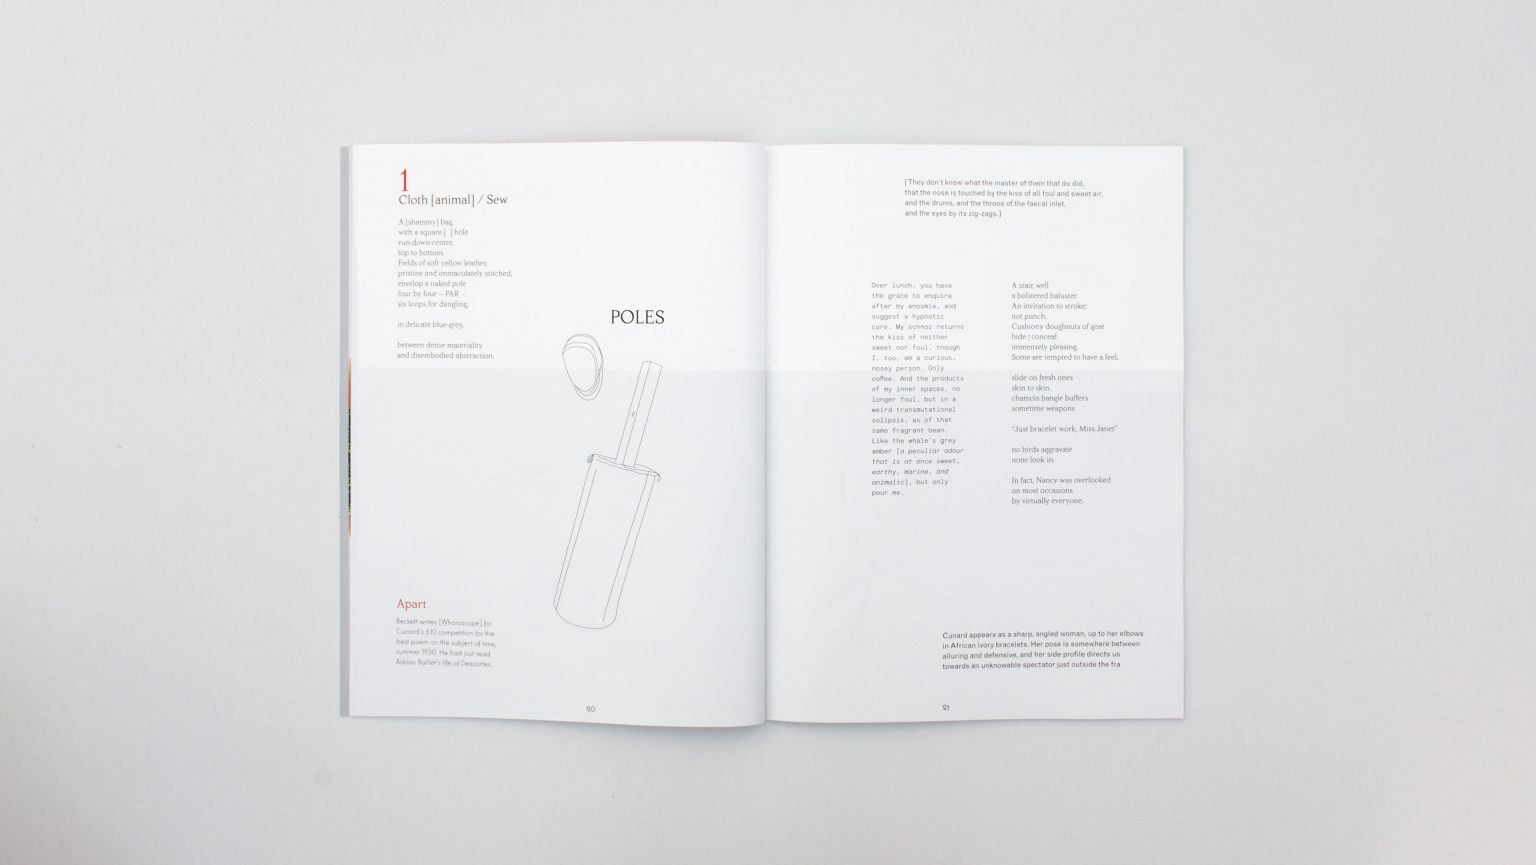 1
Cloth [animal] / Sew
A [shammy] bag,
with a square [  ] hole
run-down-centre,
top to bottom.
Fields of soft yellow leather,
pristine and immaculately stitched,
envelop a naked pole
four by four – PAR –
six loops for dangling,
in delicate blue-grey,
between dense materiality
and disembodied abstraction.
POLES
Apart
Beckett writes [Whoroscope] for
Cunard's £10 competition for the
best poem on the subject of time,
summer 1930. He had just read
Adrian Baillet's life of Descartes.
20
[They don't know what the master of them that do did,
that the nose is touched by the kiss of all foul and sweet air,
and the drums, and the throne of the faecal inlet,
and the eyes by its zig-zags.]
Over lunch, you have
the grace to enquire
after my anosmia, and
suggest a hypnotic
cure. My schnoz returns
the kiss of neither
sweet nor foul, though
I, too, am a curious,
nosey person. Only
coffee. And the products
of my inner spaces, no
longer foul, but in a
weird transmutational
solipsis, as of that
same fragrant bean.
Like the whale's grey
amber [a peculiar odour
that is at once sweet,
earthy, marine, and
animalic], but only
pour me.
A stair, well
a bolstered baluster.
An invitation to stroke;
not punch.
Cushiony doughnuts of goat
hide | conceal
immensely pleasing.
Some are tempted to have a feel,
slide on fresh ones
skin to skin.
chamois bangle buffers
sometime weapons
"Just bracelet work, Miss Janet"
no birds aggravate
none look in.
In fact, Nancy was overlooked
on most occasions
by virtually everyone.
Cunard appears as a sharp, angled woman, up to her elbows
in African ivory bracelets. Her pose is somewhere between
alluring and defensive, and her side profile directs us
towards an unknowable spectator just outside the fra
21